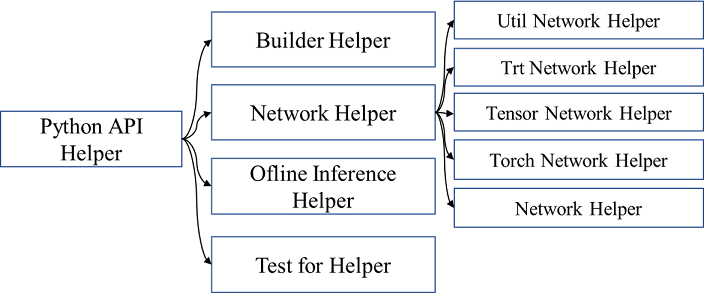 Python API
Helper
Builder Helper
Network Helper
Ofline Inference
Helper
Test for Helper
Util Network Helper
Trt Network Helper
Tensor Network Helper
Torch Network Helper
Network Helper